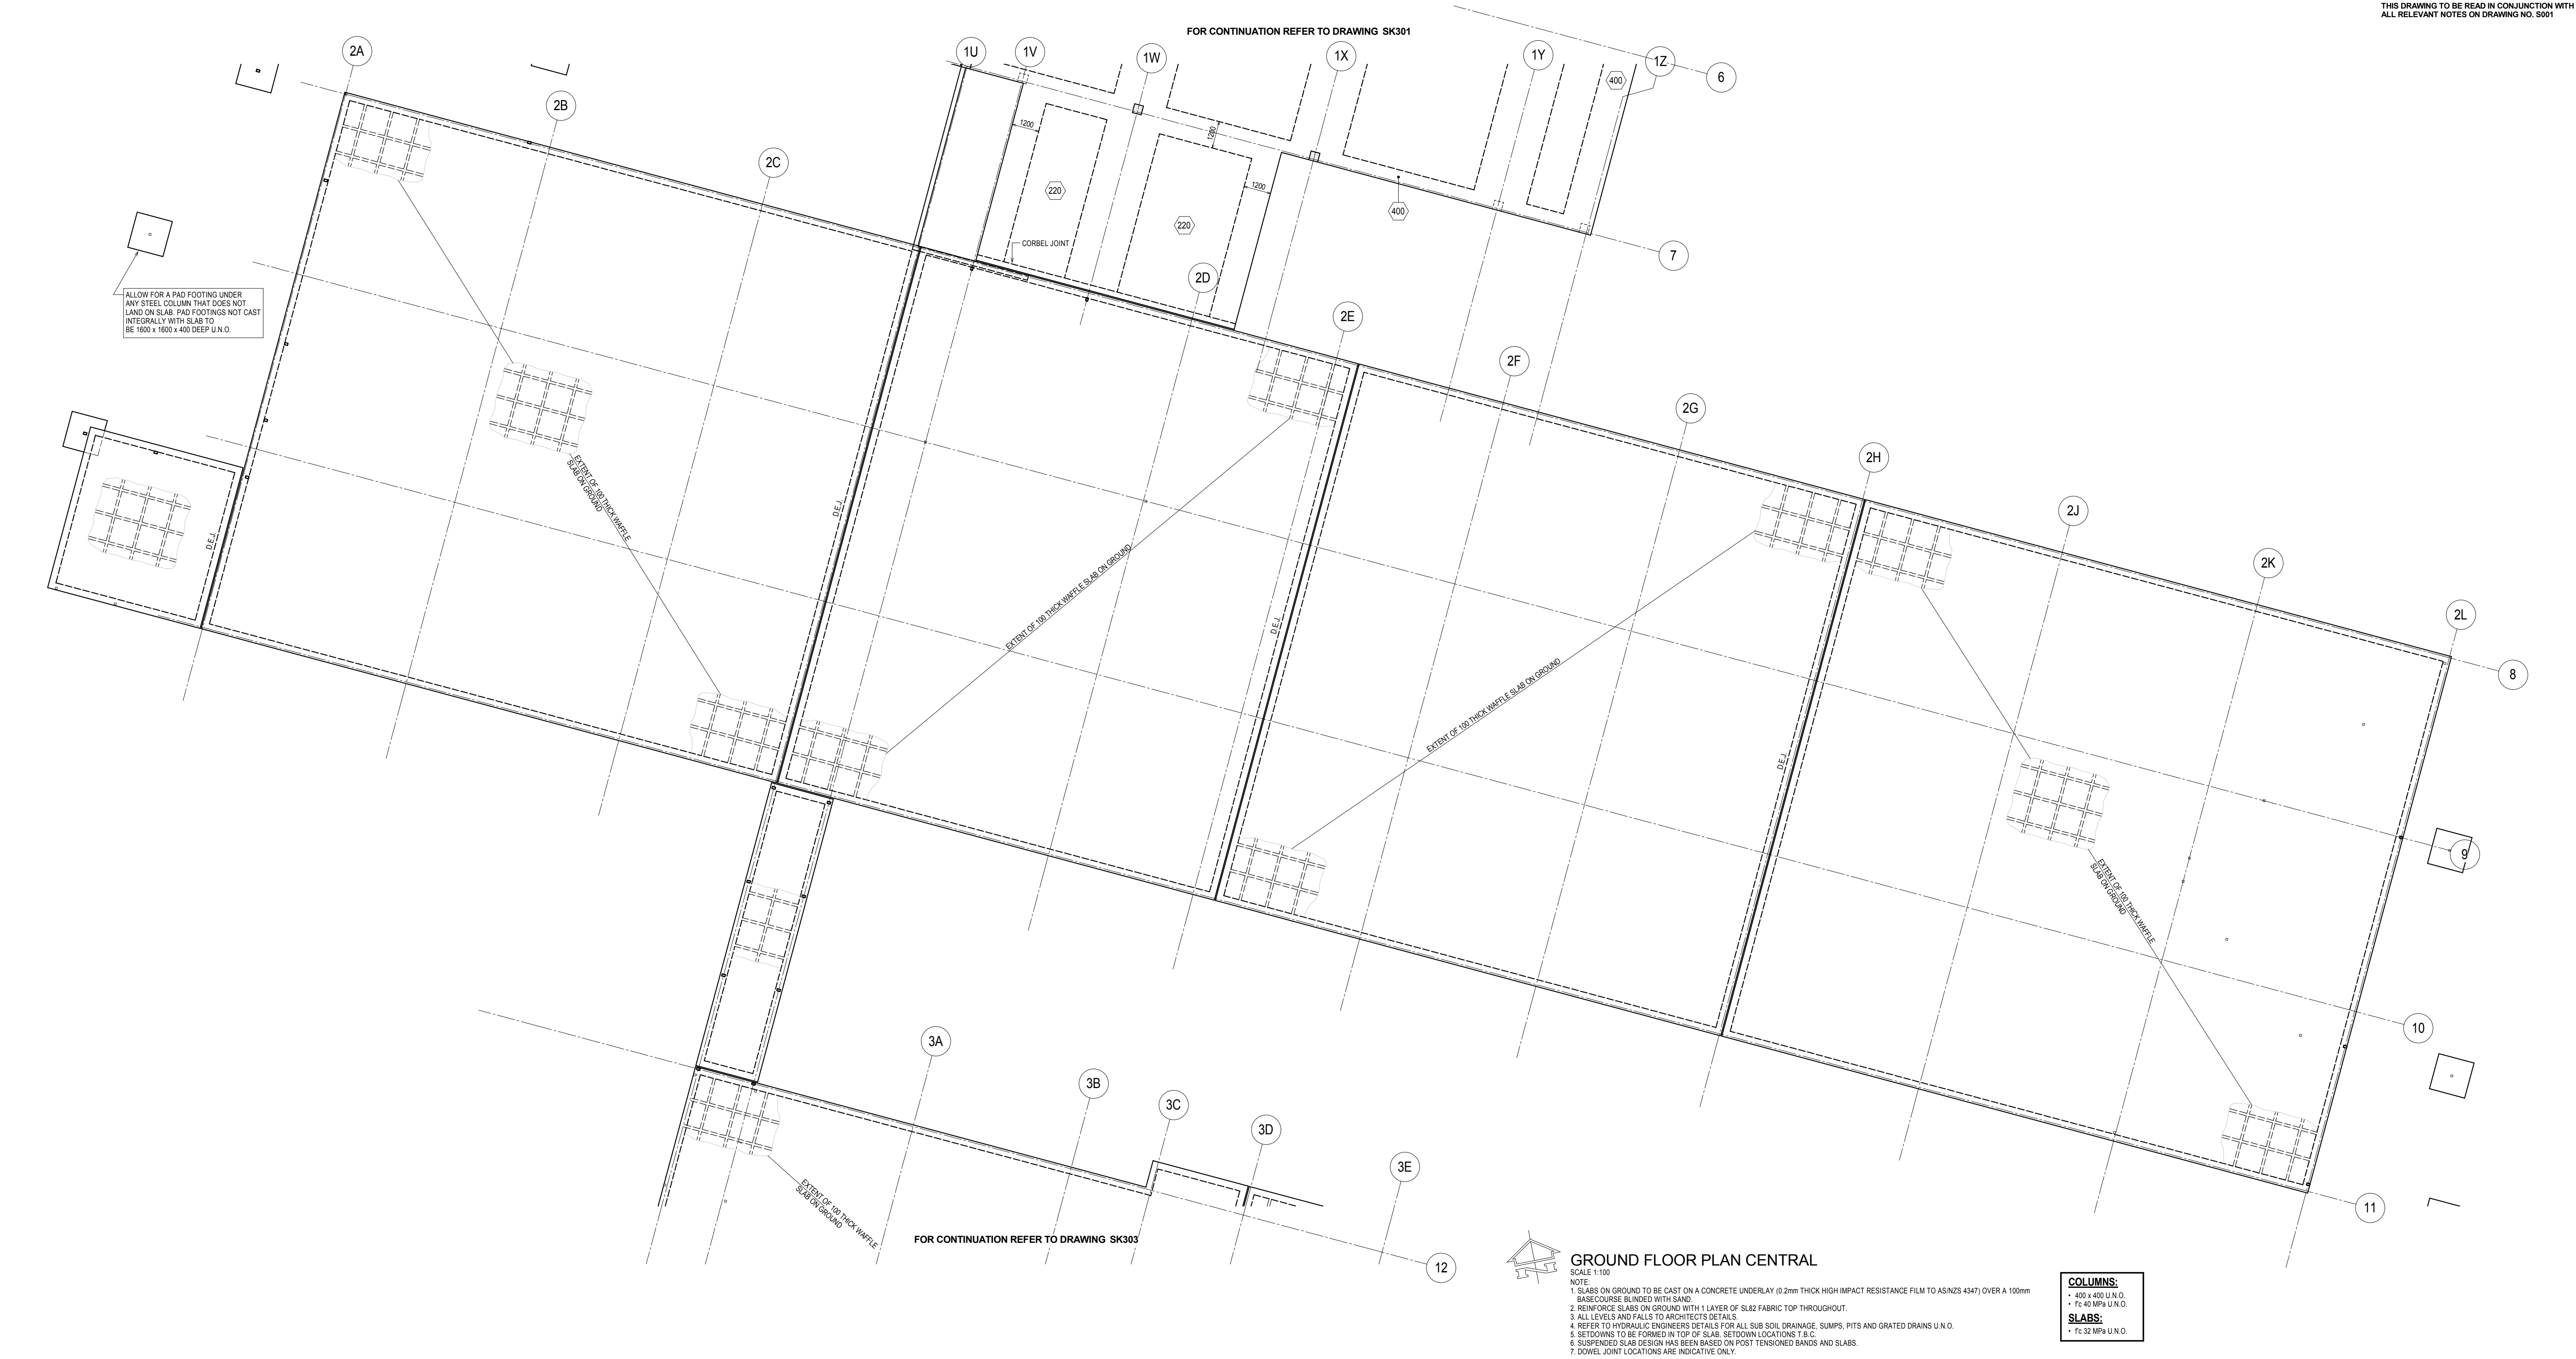 THIS DRAWING TO BE READ IN CONJUNCTION WITH
ALL RELEVANT NOTES ON DRAWING NO. S001
FOR CONTINUATION REFER TO DRAWING SK301
2A
2B
2C
1U
1V
1W
1X
1Y
1Z
6
400
1200
1200
1200
220
220
400
CORBEL JOINT
7
2D
2E
2F
2G
2H
2J
2K
2L
8
9
10
11
ALLOW FOR A PAD FOOTING UNDER
ANY STEEL COLUMN THAT DOES NOT
LAND ON SLAB. PAD FOOTINGS NOT CAST
INTEGRALLY WITH SLAB TO
BE 1600 x 1600 x 400 DEEP U.N.O.
D.E.J.
EXTENT OF 100 THICK WAFFLE
SLAB ON GROUND
D.E.J.
EXTENT OF 100 THICK WAFFLE SLAB ON GROUND
D.E.J.
EXTENT OF 100 THICK WAFFLE SLAB ON GROUND
D.E.J.
EXTENT OF 100 THICK WAFFLE
SLAB ON GROUND
3A
3B
3C
3D
3E
12
EXTENT OF 100 THICK WAFFLE
SLAB ON GROUND
FOR CONTINUATION REFER TO DRAWING SK303
GROUND FLOOR PLAN CENTRAL
SCALE 1:100
NOTE:
1. SLABS ON GROUND TO BE CAST ON A CONCRETE UNDERLAY (0.2mm THICK HIGH IMPACT RESISTANCE FILM TO AS/NZS 4347) OVER A 100mm
BASECOURSE BLINDED WITH SAND.
2. REINFORCE SLABS ON GROUND WITH 1 LAYER OF SL82 FABRIC TOP THROUGHOUT.
3. ALL LEVELS AND FALLS TO ARCHITECTS DETAILS.
4. REFER TO HYDRAULIC ENGINEERS DETAILS FOR ALL SUB SOIL DRAINAGE, SUMPS, PITS AND GRATED DRAINS U.N.O.
5. SETDOWNS TO BE FORMED IN TOP OF SLAB. SETDOWN LOCATIONS T.B.C.
6. SUSPENDED SLAB DESIGN HAS BEEN BASED ON POST TENSIONED BANDS AND SLABS.
7. DOWEL JOINT LOCATIONS ARE INDICATIVE ONLY.
COLUMNS:
• 400 x 400 U.N.O.
• f'c 40 MPa U.N.O.
SLABS:
• f'c 32 MPa U.N.O.